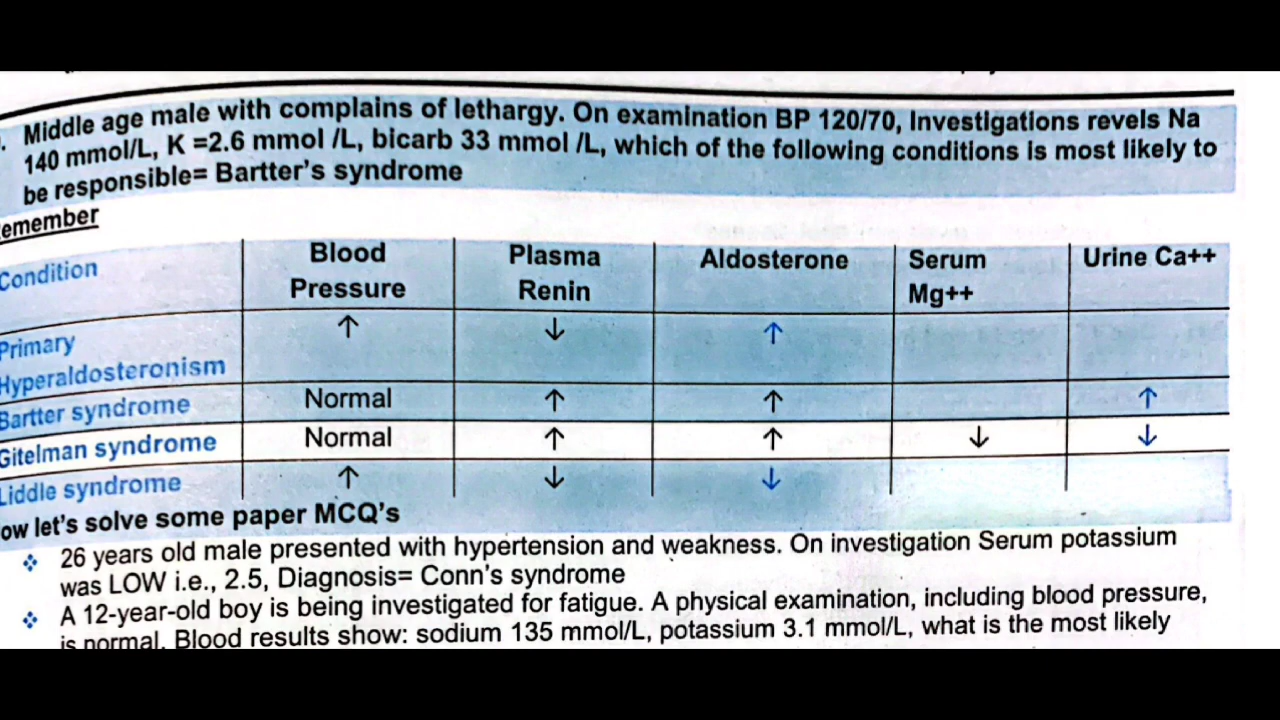 . Middle age male with complains of lethargy. On examination BP 120/70, Investigations revels Na
140 mmol/L, K =2.6 mmol /L, bicarb 33 mmol /L, which of the following conditions is most likely to
be responsible= Bartter's syndrome
emember
Condition Blood Pressure Plasma Renin Aldosterone Serum Mg++ Urine Ca++
Primary Hyperaldosteronism ↑ ↓ ↑
Bartter syndrome Normal ↑ ↑ ↑
Gitelman syndrome Normal ↑ ↑ ↓ ↓
Liddle syndrome ↑ ↓ ↓
ow let's solve some paper MCQ's
❖ 26 years old male presented with hypertension and weakness. On investigation Serum potassium
was LOW i.e., 2.5, Diagnosis= Conn's syndrome
❖ A 12-year-old boy is being investigated for fatigue. A physical examination, including blood pressure,
is normal. Blood results show: sodium 135 mmol/L, potassium 3.1 mmol/L, what is the most likely